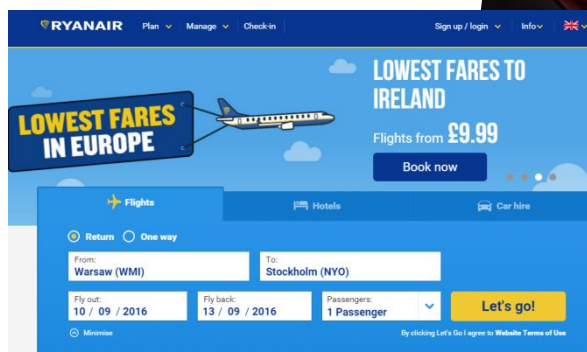 RYANAIR Plan Manage Check-in Sign up / login Info
LOWEST FARES
IN EUROPE
LOWEST FARES TO
IRELAND
Flights from £9.99
Book now
Flights Hotels Car hire
Return One way
From: To:
Warsaw (WMI) Stockholm (NYO)
Fly out: Fly back: Passengers:
10 / 09 / 2016 13 / 09 / 2016 1 Passenger Let's go!
Minimise By clicking Let's Go I agree to Website Terms of Use